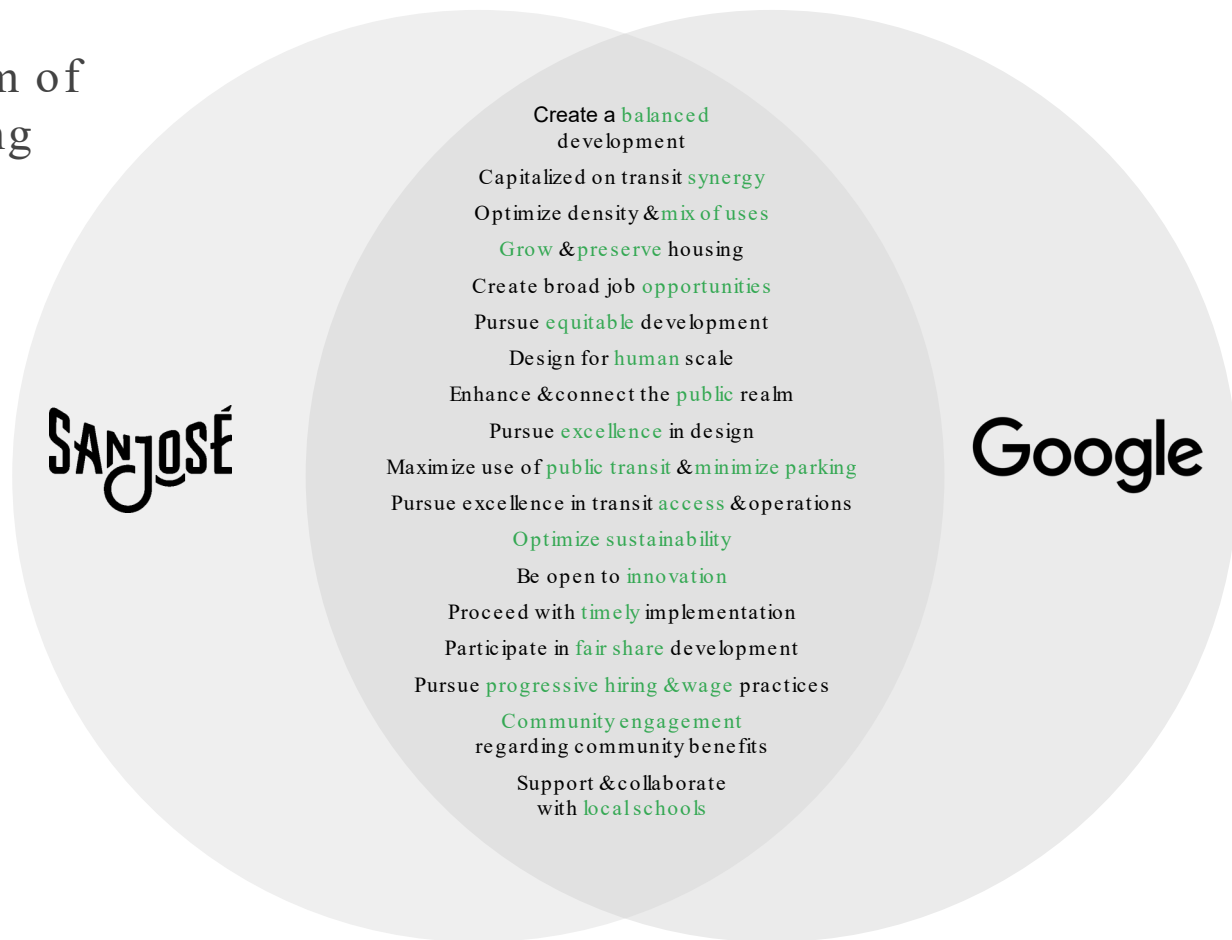 m of
ng
Create a balanced
development
Capitalized on transit synergy
Optimize density & mix of uses
Grow & preserve housing
Create broad job opportunities
Pursue equitable development
Design for human scale
Enhance & connect the public realm
Pursue excellence in design
Maximize use of public transit & minimize parking
Pursue excellence in transit access & operations
Optimize sustainability
Be open to innovation
Proceed with timely implementation
Participate in fair share development
Pursue progressive hiring & wage practices
Community engagement
regarding community benefits
Support & collaborate
with local schools
SAN JOSÉ
Google